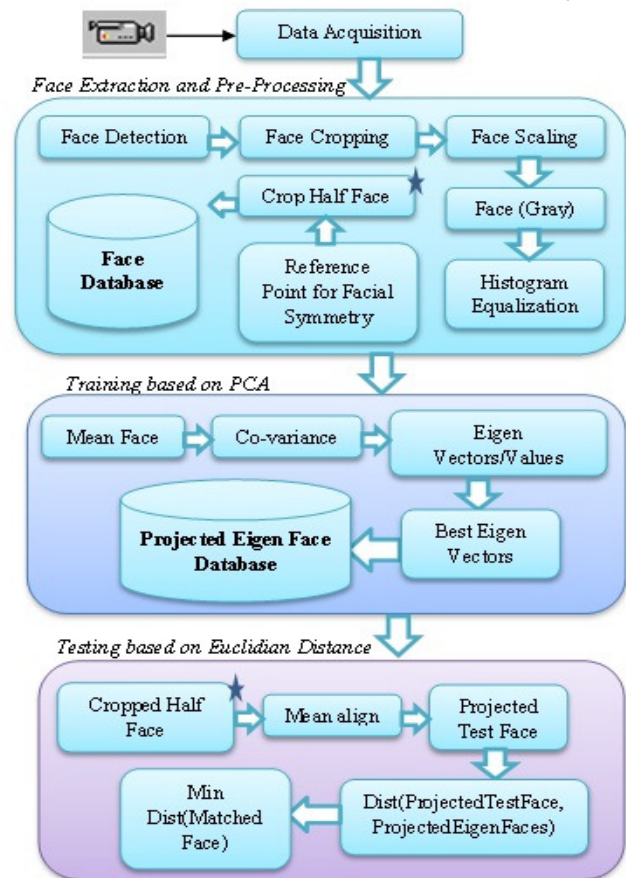 Data Acquisition
Face Extraction and Pre-Processing
Face Detection
Face Cropping
Face Scaling
Crop Half Face
Face (Gray)
Face
Database
Reference
Point for Facial
Symmetry
Histogram
Equalization
Training based on PCA
Mean Face
Co-variance
Eigen
Vectors/Values
Projected Eigen Face
Database
Best Eigen
Vectors
Testing based on Euclidian Distance
Cropped Half
Face
Mean align
Projected
Test Face
Min
Dist(Matched
Face)
Dist(ProjectedTestFace,
ProjectedEigenFaces)